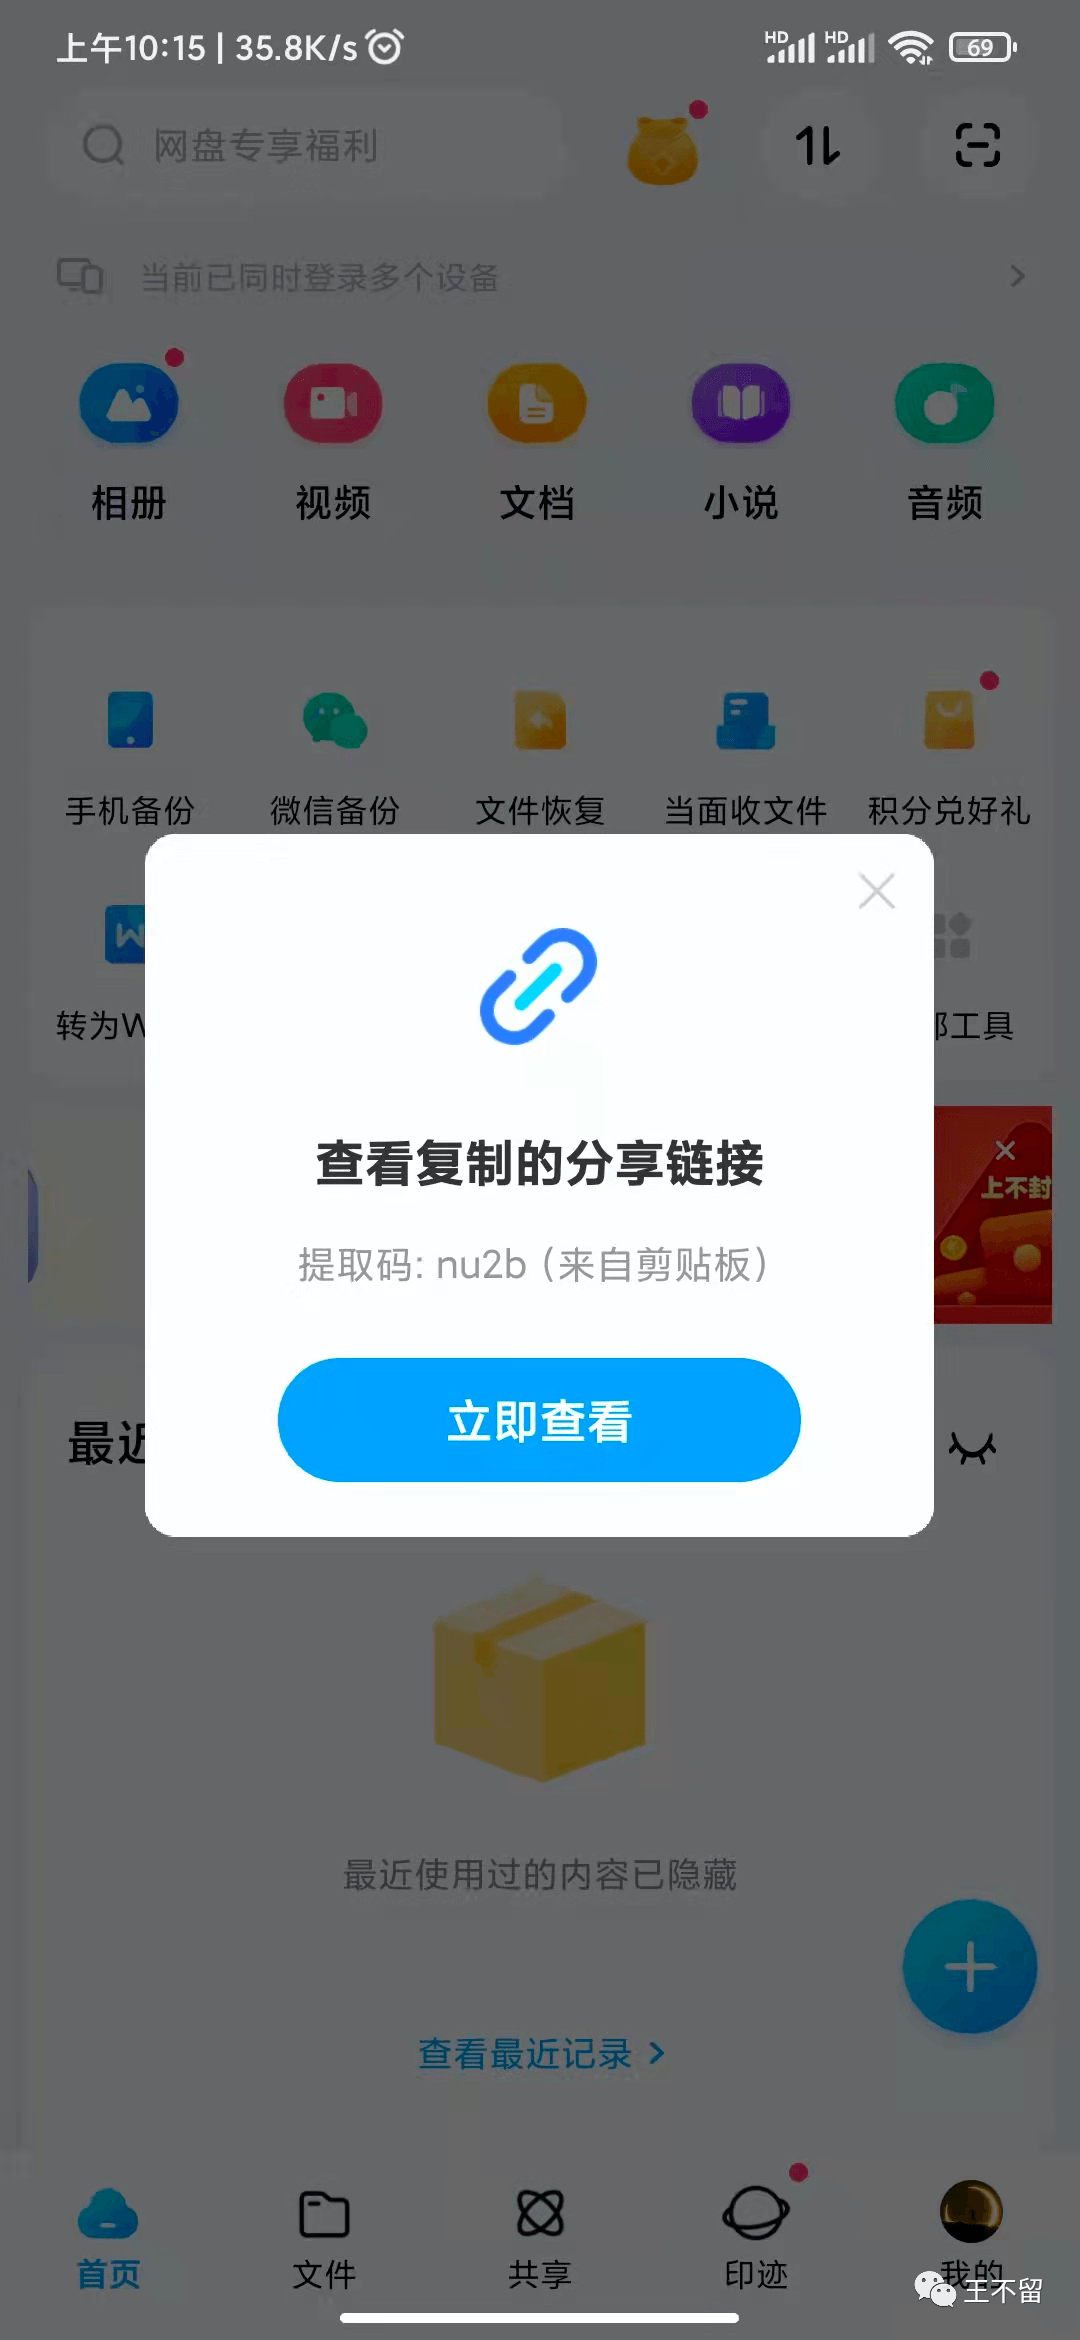 上午10:15 | 35.8K/s
HD HD 69
网盘专享福利
当前已同时登录多个设备
相册 视频 文档 小说 音频
手机备份 微信备份 文件恢复 当面收文件 积分兑好礼
转为W 工具
查看复制的分享链接
上不封
提取码: nu2b (来自剪贴板)
立即查看
最近
最近使用过的内容已隐藏
查看最近记录
首页 文件 共享 印迹 我的
王不留